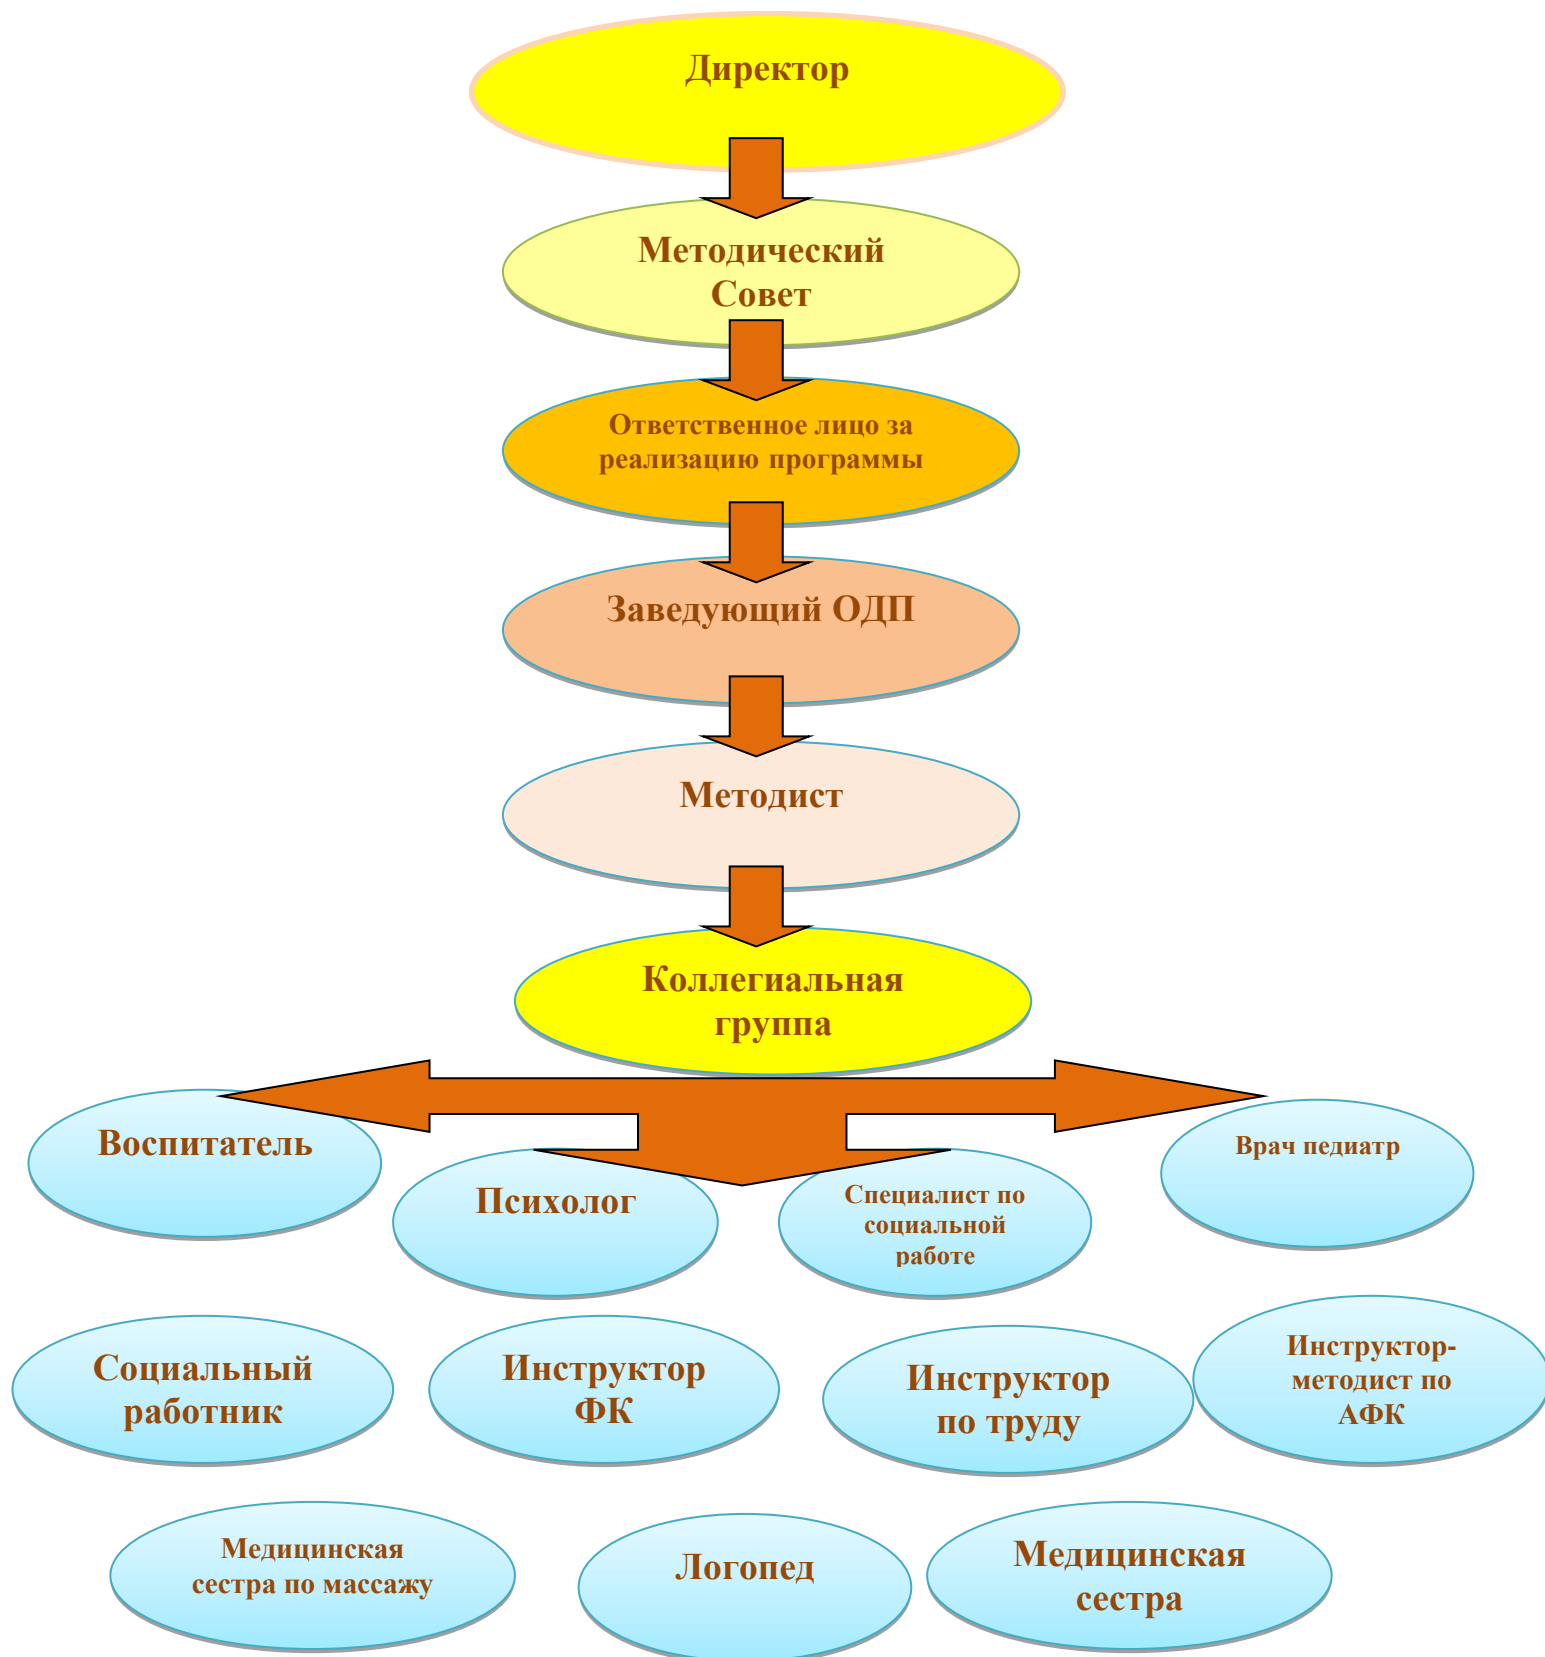 Директор
Методический
Совет
Ответственное лицо за
реализацию программы
Заведующий ОДП
Методист
Коллегиальная
группа
Воспитатель
Психолог
Специалист по
социальной
работе
Врач педиатр
Социальный
работник
Инструктор
ФК
Инструктор
по труду
Инструктор-
методист по
АФК
Медицинская
сестра по массажу
Логопед
Медицинская
сестра